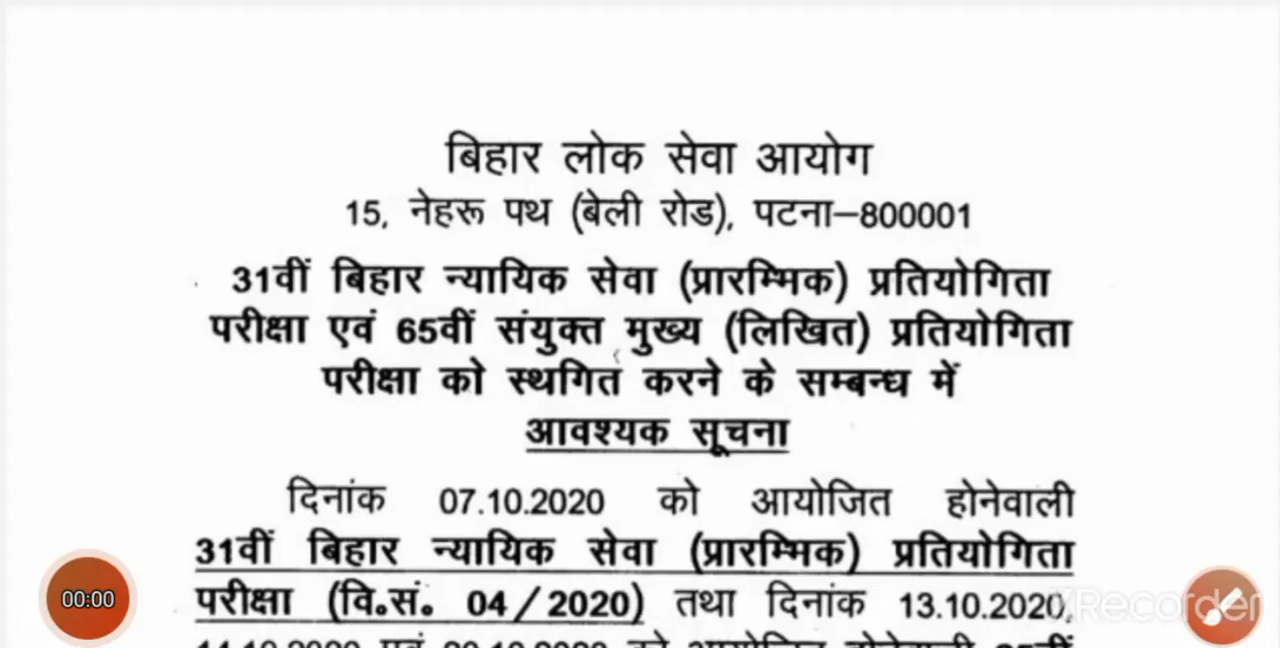 बिहार लोक सेवा आयोग
15, नेहरू पथ (बेली रोड), पटना–800001
31वीं बिहार न्यायिक सेवा (प्रारम्भिक) प्रतियोगिता
परीक्षा एवं 65वीं संयुक्त मुख्य (लिखित) प्रतियोगिता
परीक्षा को स्थगित करने के सम्बन्ध में
आवश्यक सूचना
दिनांक 07.10.2020 को आयोजित होनेवाली
31वीं बिहार न्यायिक सेवा (प्रारम्भिक) प्रतियोगिता
परीक्षा (वि॰सं॰ 04/2020) तथा दिनांक 13.10.2020,
00:00
XRecorder